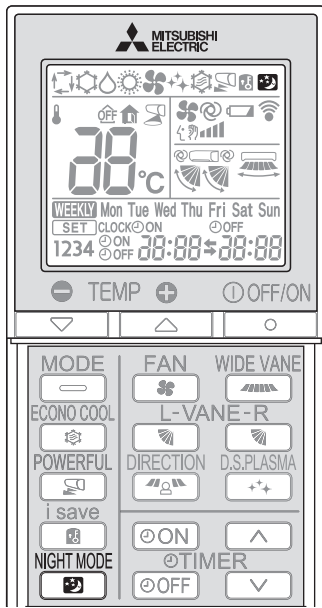 MITSUBISHI
ELECTRIC
OFF
88°C
WEEKLY Mon Tue Wed Thu Fri Sat Sun
SET CLOCK ON OFF
1234 ON OFF 88:88 88:88
TEMP OFF/ON
MODE FAN WIDE VANE
ECONO COOL L-VANE-R
POWERFUL DIRECTION D.S.PLASMA
i save
ON
NIGHT MODE TIMER
OFF